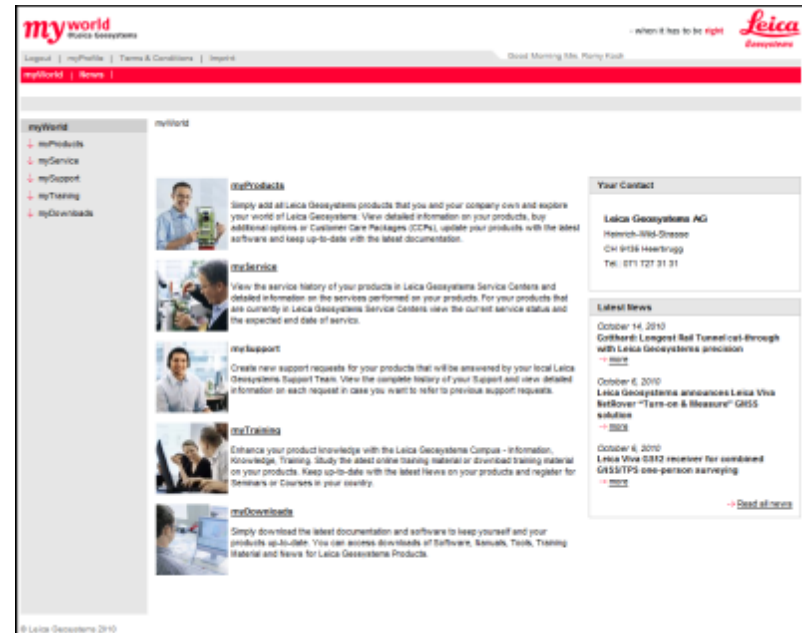 my world
@Leica Geosystems
- when it has to be right
Leica
Geosystems
Logout | myProfile | Terms & Conditions | Imprint
Good Morning Mrs. Romy Koch
myWorld | News |
myWorld
myProducts
myService
mySupport
myTraining
myDownloads
myWorld
myProducts
Simply add all Leica Geosystems products that you and your company own and explore
your world of Leica Geosystems: View detailed information on your products, buy
additional options or Customer Care Packages (CCPs), update your products with the latest
software and keep up-to-date with the latest documentation.
myService
View the service history of your products in Leica Geosystems Service Centers and
detailed information on the services performed on your products. For your products that
are currently in Leica Geosystems Service Centers view the current service status and
the expected end date of service.
mySupport
Create new support requests for your products that will be answered by your local Leica
Geosystems Support Team. View the complete history of your Support and view detailed
information on each request in case you want to refer to previous support requests.
myTraining
Enhance your product knowledge with the Leica Geosystems Campus - Information,
Knowledge, Training. Study the latest online training material or download training material
on your products. Keep up-to-date with the latest News on your products and register for
Seminars or Courses in your country.
myDownloads
Simply download the latest documentation and software to keep yourself and your
products up-to-date. You can access downloads of Software, Manuals, Tools, Training
Material and News for Leica Geosystems Products.
Your Contact
Leica Geosystems AG
Heinrich-Wild-Strasse
CH 9435 Heerbrugg
Tel.: 071 727 31 31
Latest News
October 14, 2010
Gotthard: Longest Rail Tunnel cut-through
with Leica Geosystems precision
→ more
October 6, 2010
Leica Geosystems announces Leica Viva
NetRover “Turn-on & Measure” GNSS
solution
→ more
October 6, 2010
Leica Viva GS12 receiver for combined
GNSS/TPS one-person surveying
→ more
→ Read all news
© Leica Geosystems 2010